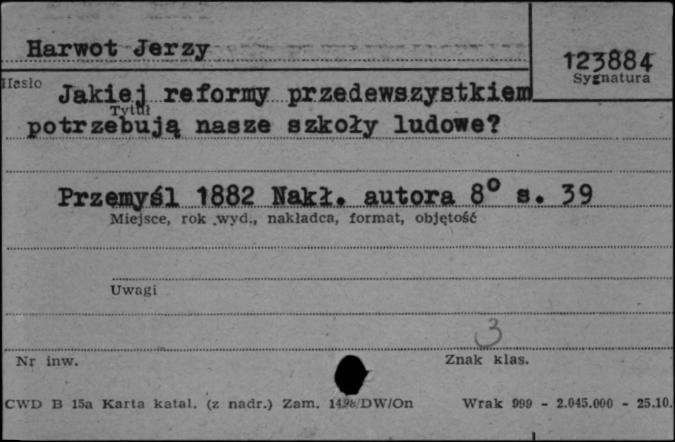 Harwot Jerzy
123884
Sygnatura
Hasło
Jakiej reformy przedewszystkiem
Tytuł
potrzebują nasze szkoły ludowe?
Przemyśl 1882 Nakł. autora 8° s. 39
Miejsce, rok wyd., nakładca, format, objętość
Uwagi
3
Nr inw.
Znak klas.
CWD B 15a Karta katal. (z nadr.) Zam. /DW/On
Wrak 999 - 2.045.000 - 25.10.